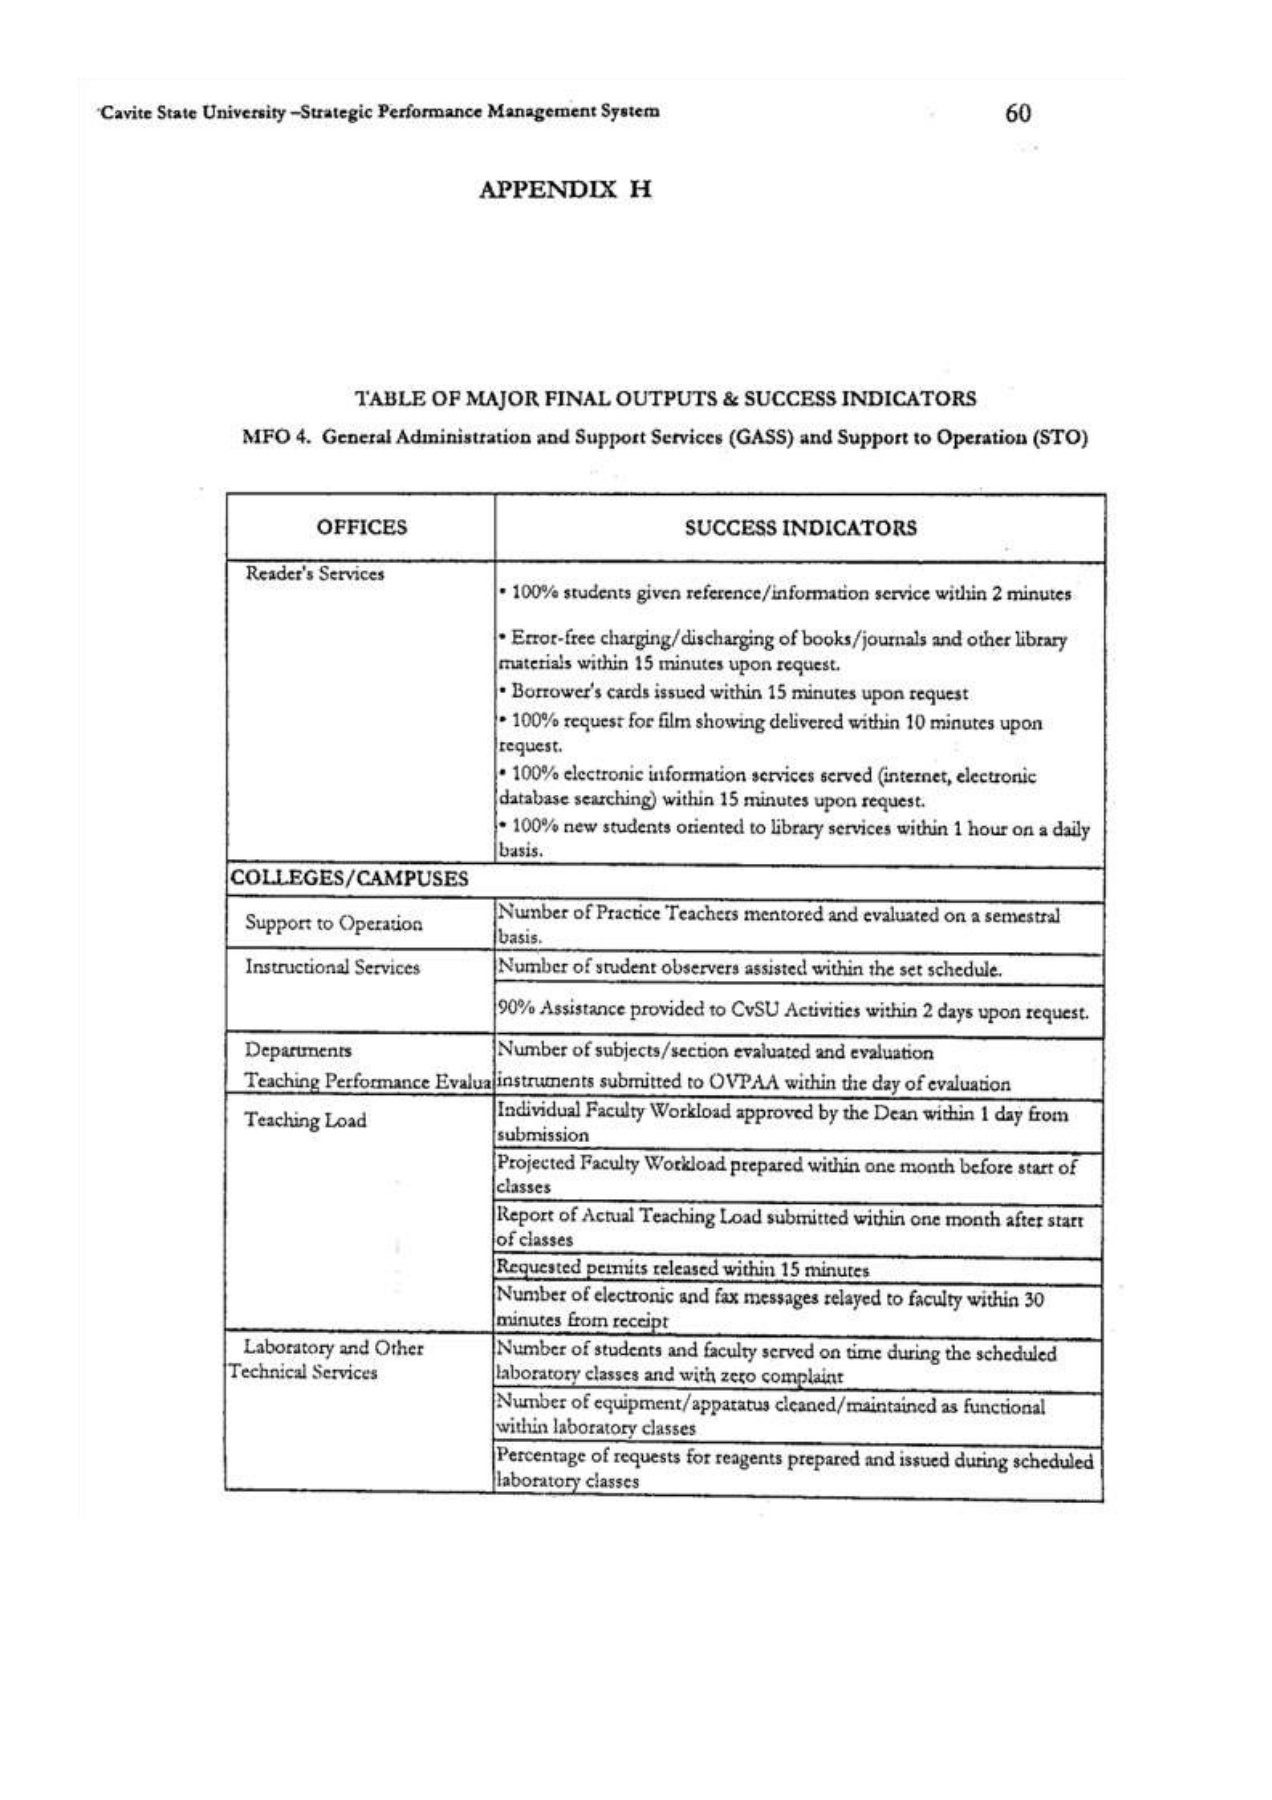 Cavite State University –Strategic Performance Management System 60
APPENDIX H
TABLE OF MAJOR FINAL OUTPUTS & SUCCESS INDICATORS
MFO 4. General Administration and Support Services (GASS) and Support to Operation (STO)
OFFICES SUCCESS INDICATORS
Reader's Services
• 100% students given reference/information service within 2 minutes
• Error-free charging/discharging of books/journals and other library
materials within 15 minutes upon request.
• Borrower's cards issued within 15 minutes upon request
• 100% request for film showing delivered within 10 minutes upon
request.
• 100% electronic information services served (internet, electronic
database searching) within 15 minutes upon request.
• 100% new students oriented to library services within 1 hour on a daily
basis.
COLLEGES/CAMPUSES
Support to Operation
Number of Practice Teachers mentored and evaluated on a semestral
basis.
Instructional Services
Number of student observers assisted within the set schedule.
90% Assistance provided to CvSU Activities within 2 days upon request.
Departments
Teaching Performance Evalua
Number of subjects/section evaluated and evaluation
instruments submitted to OVPAA within the day of evaluation
Teaching Load
Individual Faculty Workload approved by the Dean within 1 day from
submission
Projected Faculty Workload prepared within one month before start of
classes
Report of Actual Teaching Load submitted within one month after start
of classes
Requested permits released within 15 minutes
Number of electronic and fax messages relayed to faculty within 30
minutes from receipt
Laboratory and Other
Technical Services
Number of students and faculty served on time during the scheduled
laboratory classes and with zero complaint
Number of equipment/apparatus cleaned/maintained as functional
within laboratory classes
Percentage of requests for reagents prepared and issued during scheduled
laboratory classes